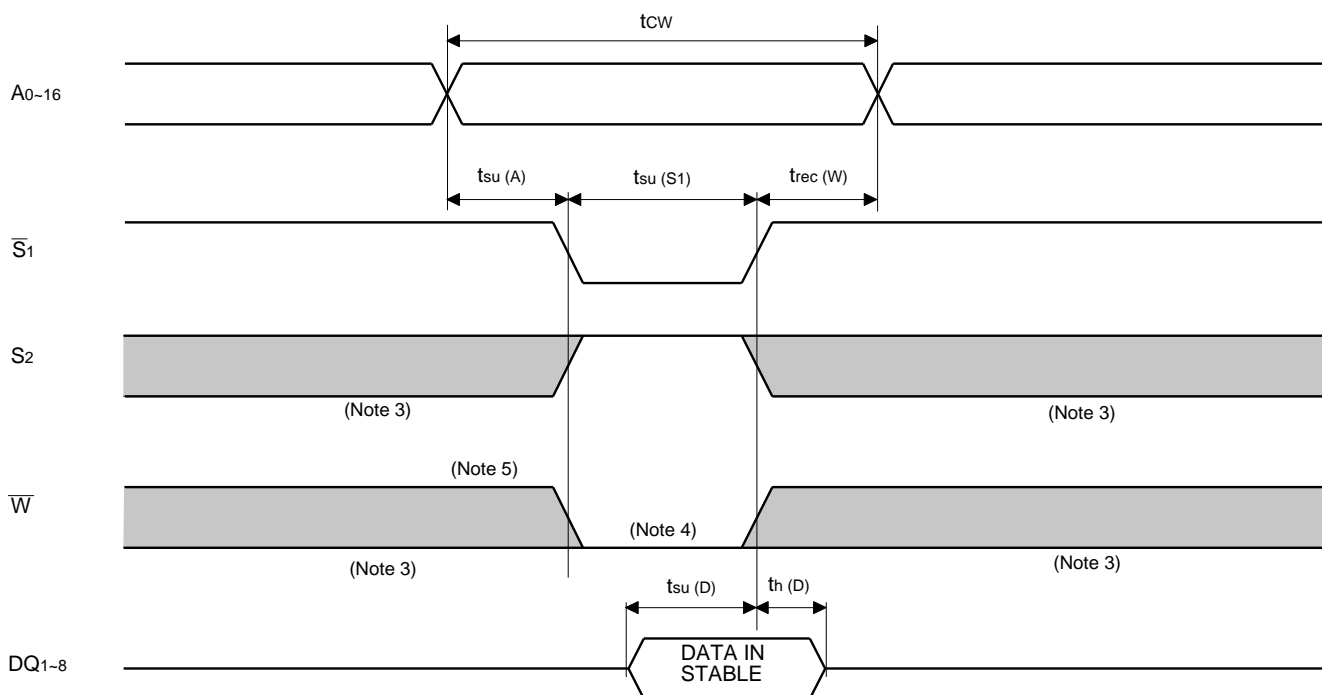 tCW
A0~16
tsu (A) tsu (S1) trec (W)
S̅1
S2
(Note 3) (Note 3)
(Note 5)
W̅
(Note 4)
(Note 3) (Note 3)
tsu (D) th (D)
DQ1~8
DATA IN
STABLE